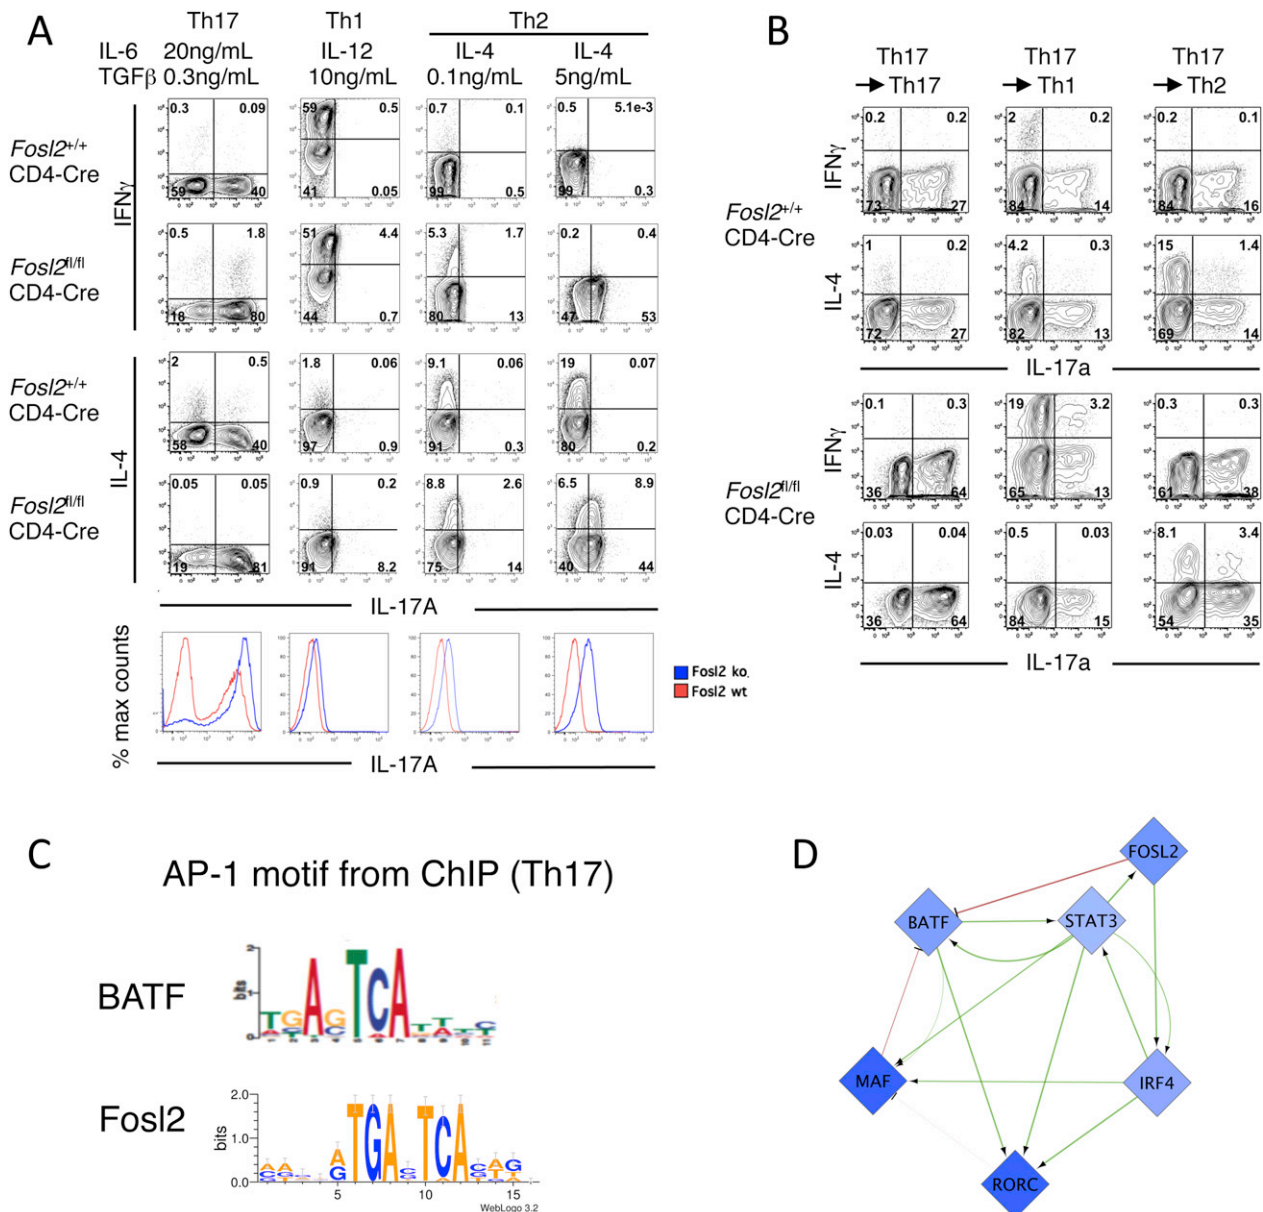 A
Th17 Th1 Th2
IL-6 20ng/mL IL-12 IL-4 IL-4
TGFβ 0.3ng/mL 10ng/mL 0.1ng/mL 5ng/mL
Fosl2+/+
CD4-Cre
0.3 0.09 59 0.5 0.7 0.1 0.5 5.1e-3
59 40 41 0.05 99 0.5 99 0.3
IFNγ
Fosl2fl/fl
CD4-Cre
0.5 1.8 51 4.4 5.3 1.7 0.2 0.4
18 80 44 0.7 80 13 47 53
Fosl2+/+
CD4-Cre
2 0.5 1.8 0.06 9.1 0.06 19 0.07
58 40 97 0.9 91 0.3 80 0.2
IL-4
Fosl2fl/fl
CD4-Cre
0.05 0.05 0.9 0.2 8.8 2.6 6.5 8.9
19 81 91 8.2 75 14 40 44
IL-17A
% max counts
Fosl2 ko.
Fosl2 wt
IL-17A
B
Th17 Th17 Th17
→ Th17 → Th1 → Th2
Fosl2+/+
CD4-Cre
IFNγ
0.2 0.2 2 0.2 0.2 0.1
73 27 84 14 84 16
IL-4
1 0.2 4.2 0.3 15 1.4
72 27 82 13 69 14
IL-17a
Fosl2fl/fl
CD4-Cre
IFNγ
0.1 0.3 19 3.2 0.3 0.3
36 64 65 13 61 38
IL-4
0.03 0.04 0.5 0.03 8.1 3.4
36 64 84 15 54 35
IL-17a
C
AP-1 motif from ChIP (Th17)
BATF
bits
2
1
0
Fosl2
bits
2.0
1.0
0.0
5 10 15
WebLogo 3.2
D
FOSL2
BATF
STAT3
MAF
IRF4
RORC